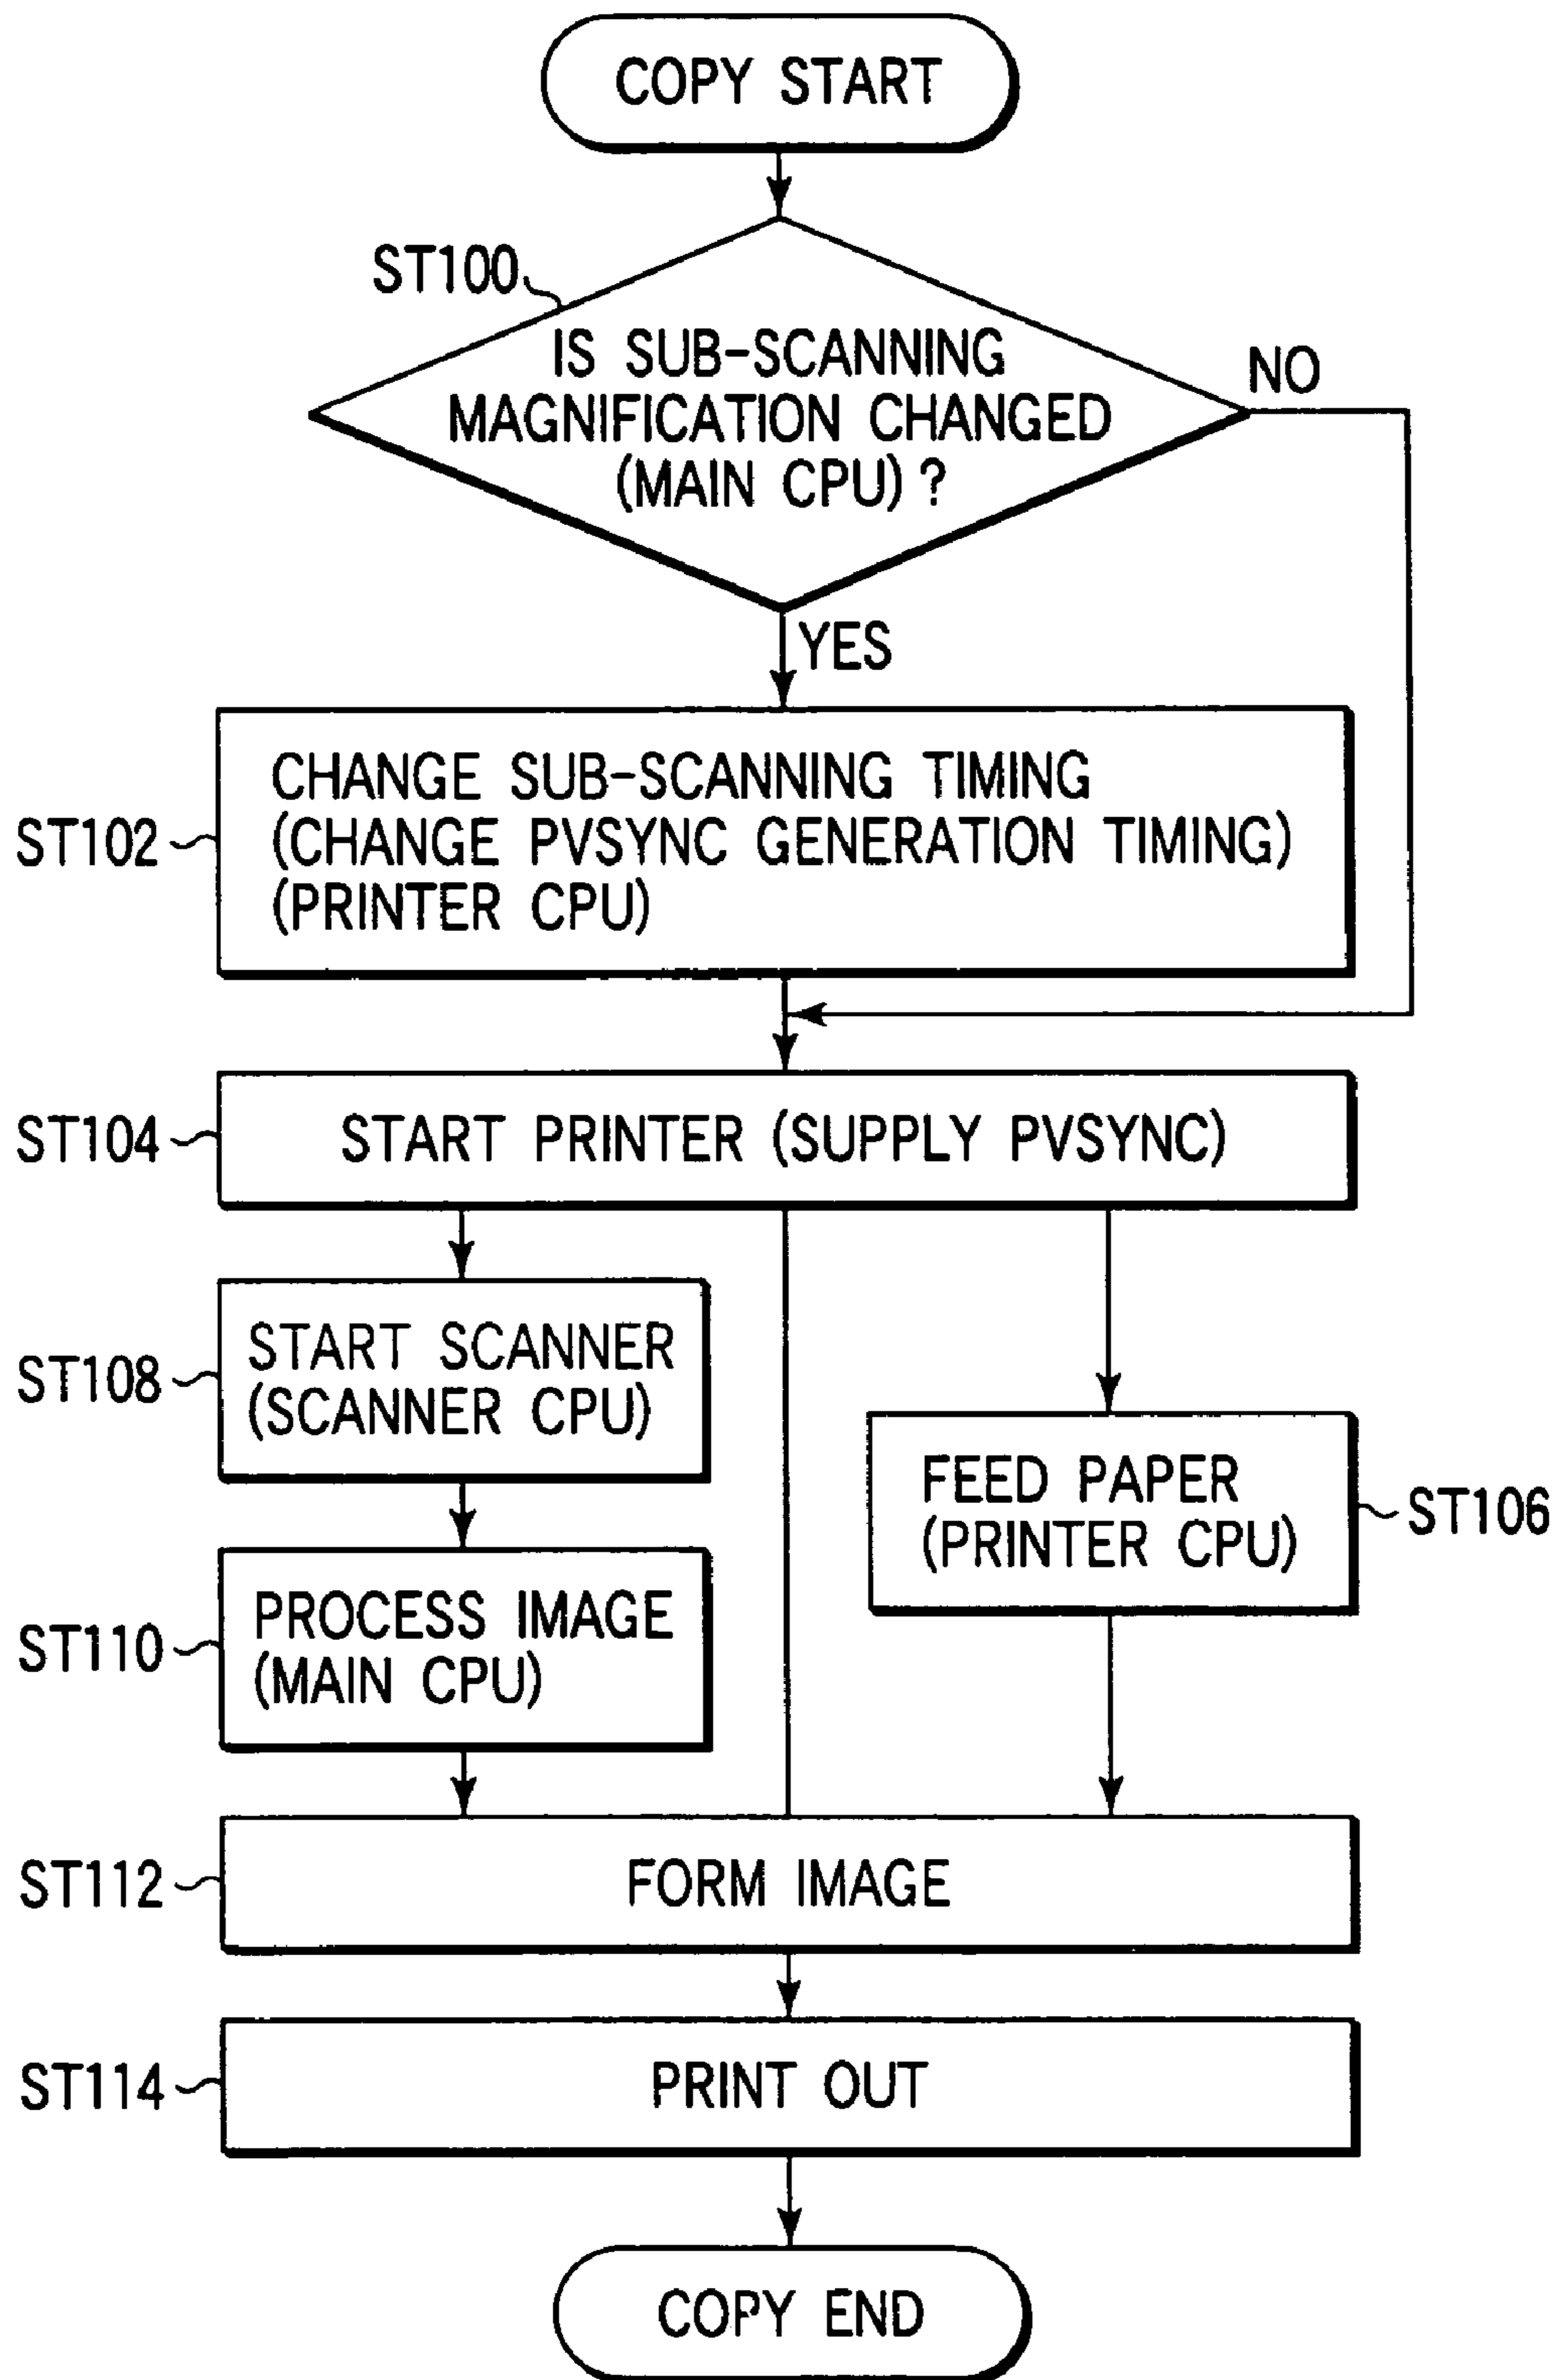 COPY START
ST100
IS SUB-SCANNING
MAGNIFICATION CHANGED
(MAIN CPU) ?
NO
YES
ST102
CHANGE SUB-SCANNING TIMING
(CHANGE PVSYNC GENERATION TIMING)
(PRINTER CPU)
ST104
START PRINTER (SUPPLY PVSYNC)
ST108
START SCANNER
(SCANNER CPU)
FEED PAPER
(PRINTER CPU)
ST106
ST110
PROCESS IMAGE
(MAIN CPU)
ST112
FORM IMAGE
ST114
PRINT OUT
COPY END